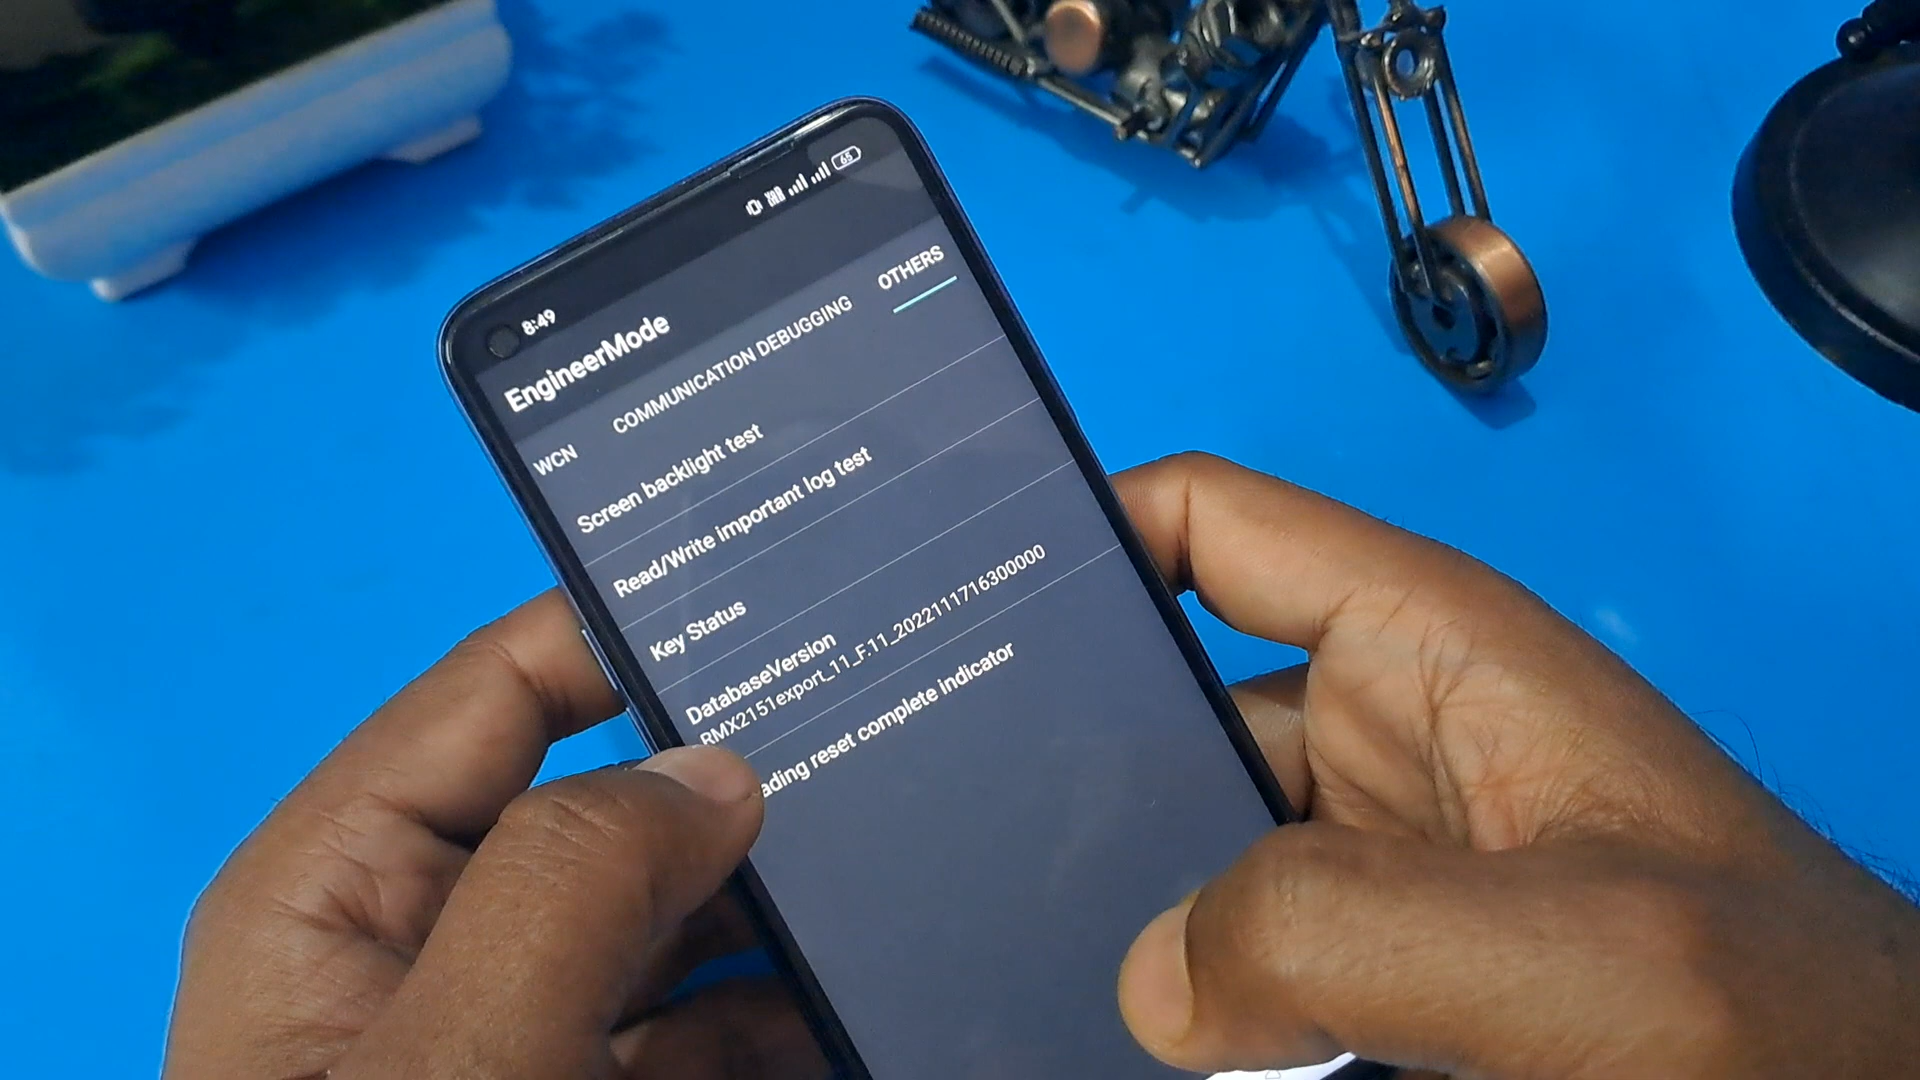 8:49
65
EngineerMode
WCN COMMUNICATION DEBUGGING OTHERS
Screen backlight test
Read/Write important log test
Key Status
DatabaseVersion
RMX2151export_11_F.11_2022111716300000
ading reset complete indicator